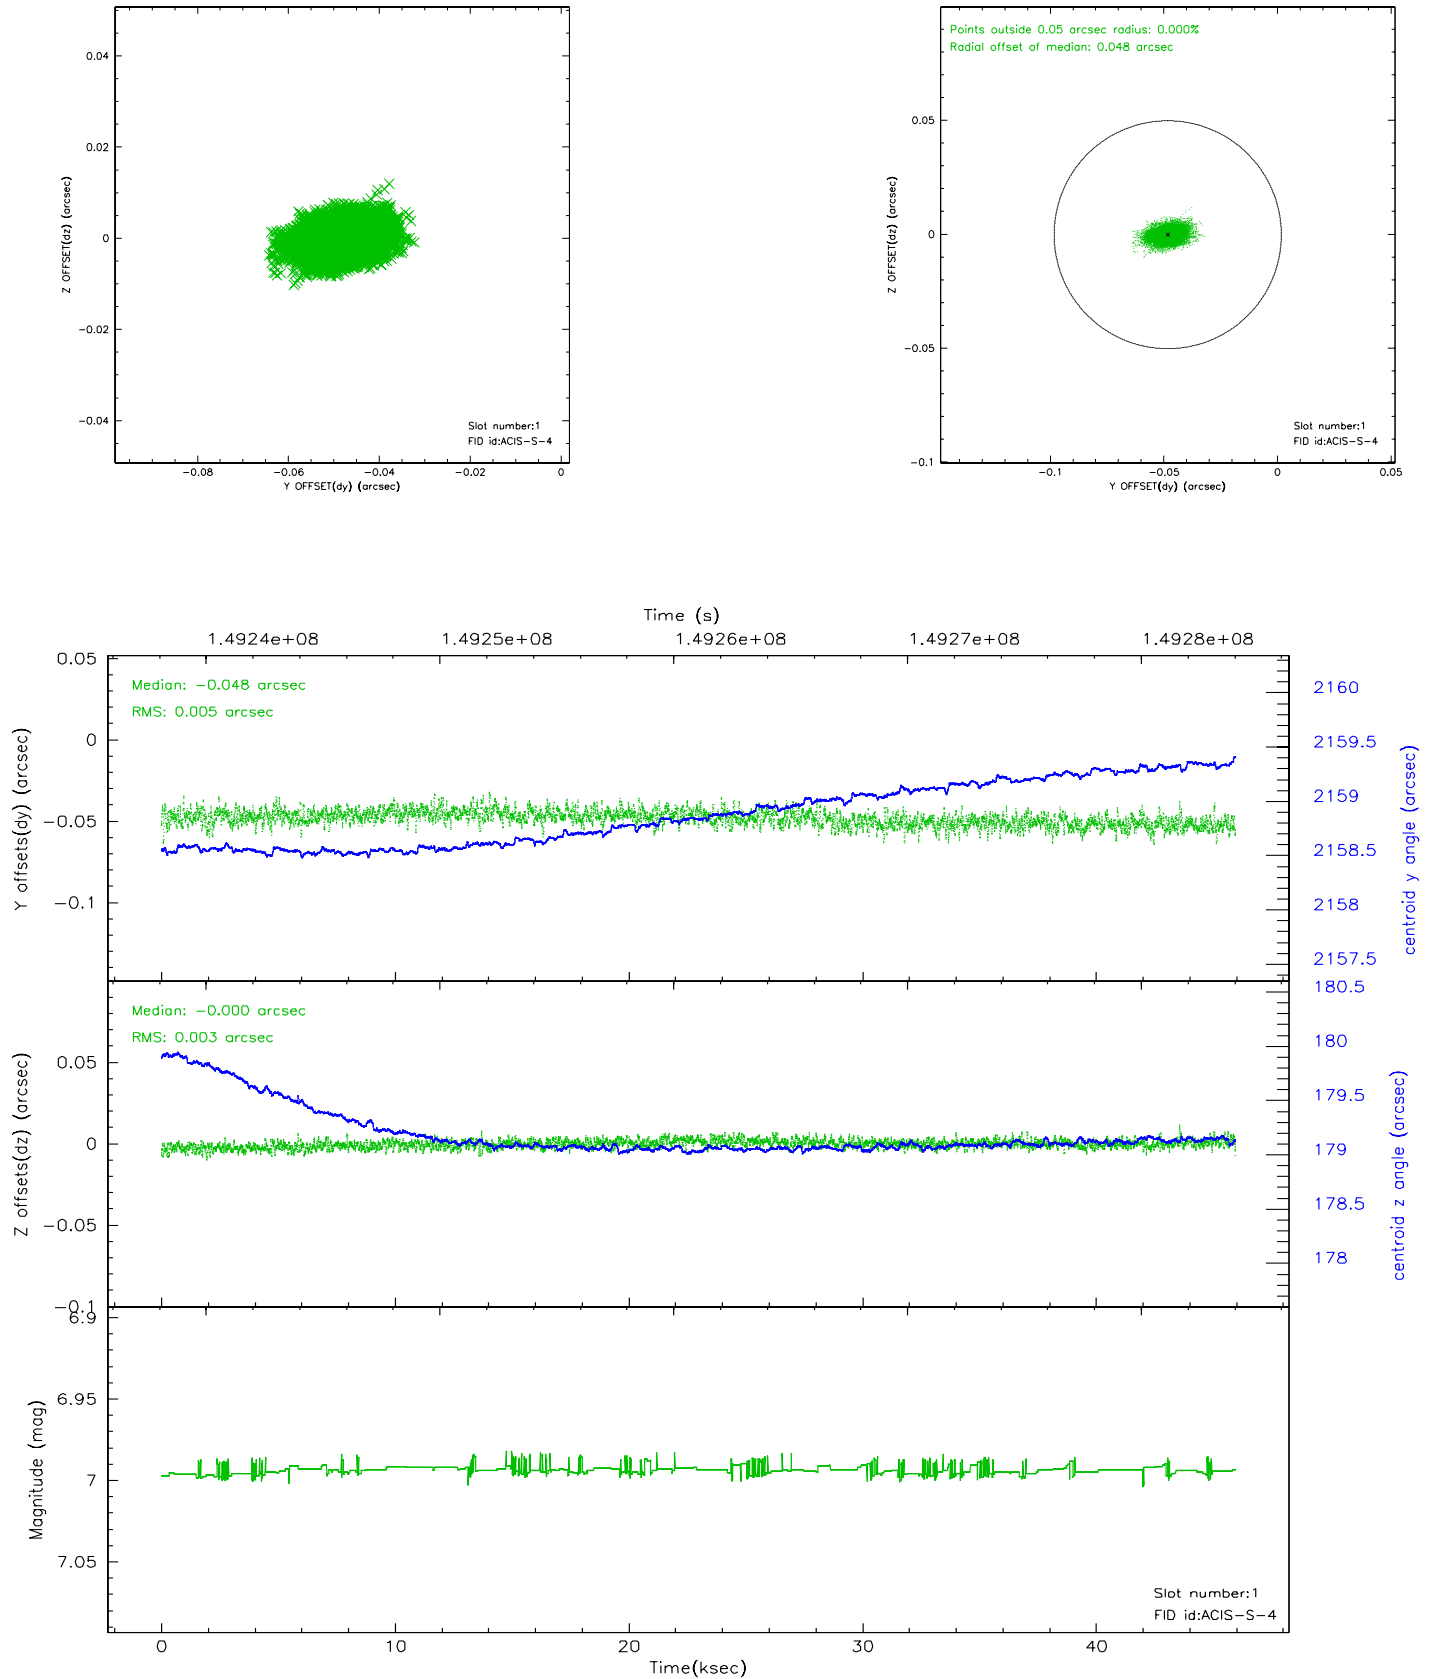 0.04
0.02
0
-0.02
-0.04
Z OFFSET(dz) (arcsec)
Slot number:1
FID id:ACIS-S-4
-0.08 -0.06 -0.04 -0.02 0
Y OFFSET(dy) (arcsec)
Points outside 0.05 arcsec radius: 0.000%
Radial offset of median: 0.048 arcsec
0.05
0
-0.05
-0.1
Z OFFSET(dz) (arcsec)
Slot number:1
FID id:ACIS-S-4
-0.1 -0.05 0 0.05
Y OFFSET(dy) (arcsec)
Time (s)
1.4924e+08 1.4925e+08 1.4926e+08 1.4927e+08 1.4928e+08
0.05
0
-0.05
-0.1
Y offsets(dy) (arcsec)
Median: -0.048 arcsec
RMS: 0.005 arcsec
2160
2159.5
2159
2158.5
2158
2157.5
centroid y angle (arcsec)
0.05
0
-0.05
-0.1
Z offsets(dz) (arcsec)
Median: -0.000 arcsec
RMS: 0.003 arcsec
180.5
180
179.5
179
178.5
178
centroid z angle (arcsec)
6.9
6.95
7
7.05
Magnitude (mag)
Slot number:1
FID id:ACIS-S-4
0 10 20 30 40
Time(ksec)